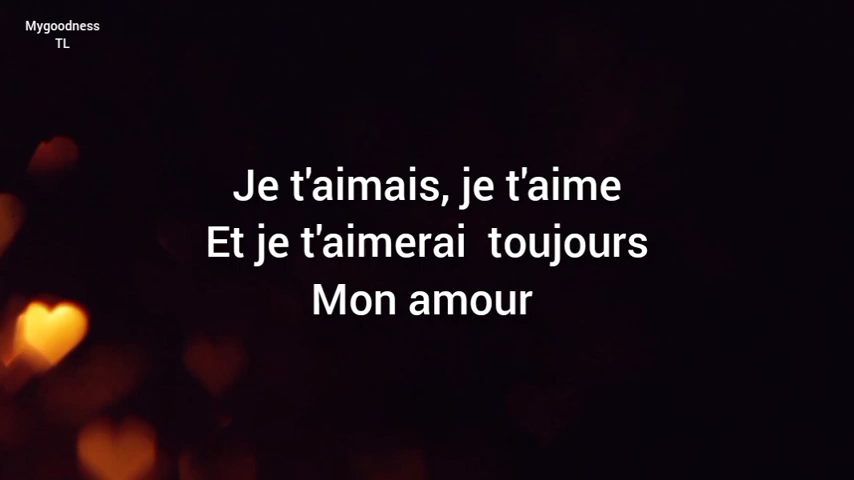 Mygoodness
TL
Je t'aimais, je t'aime
Et je t'aimerai  toujours
Mon amour